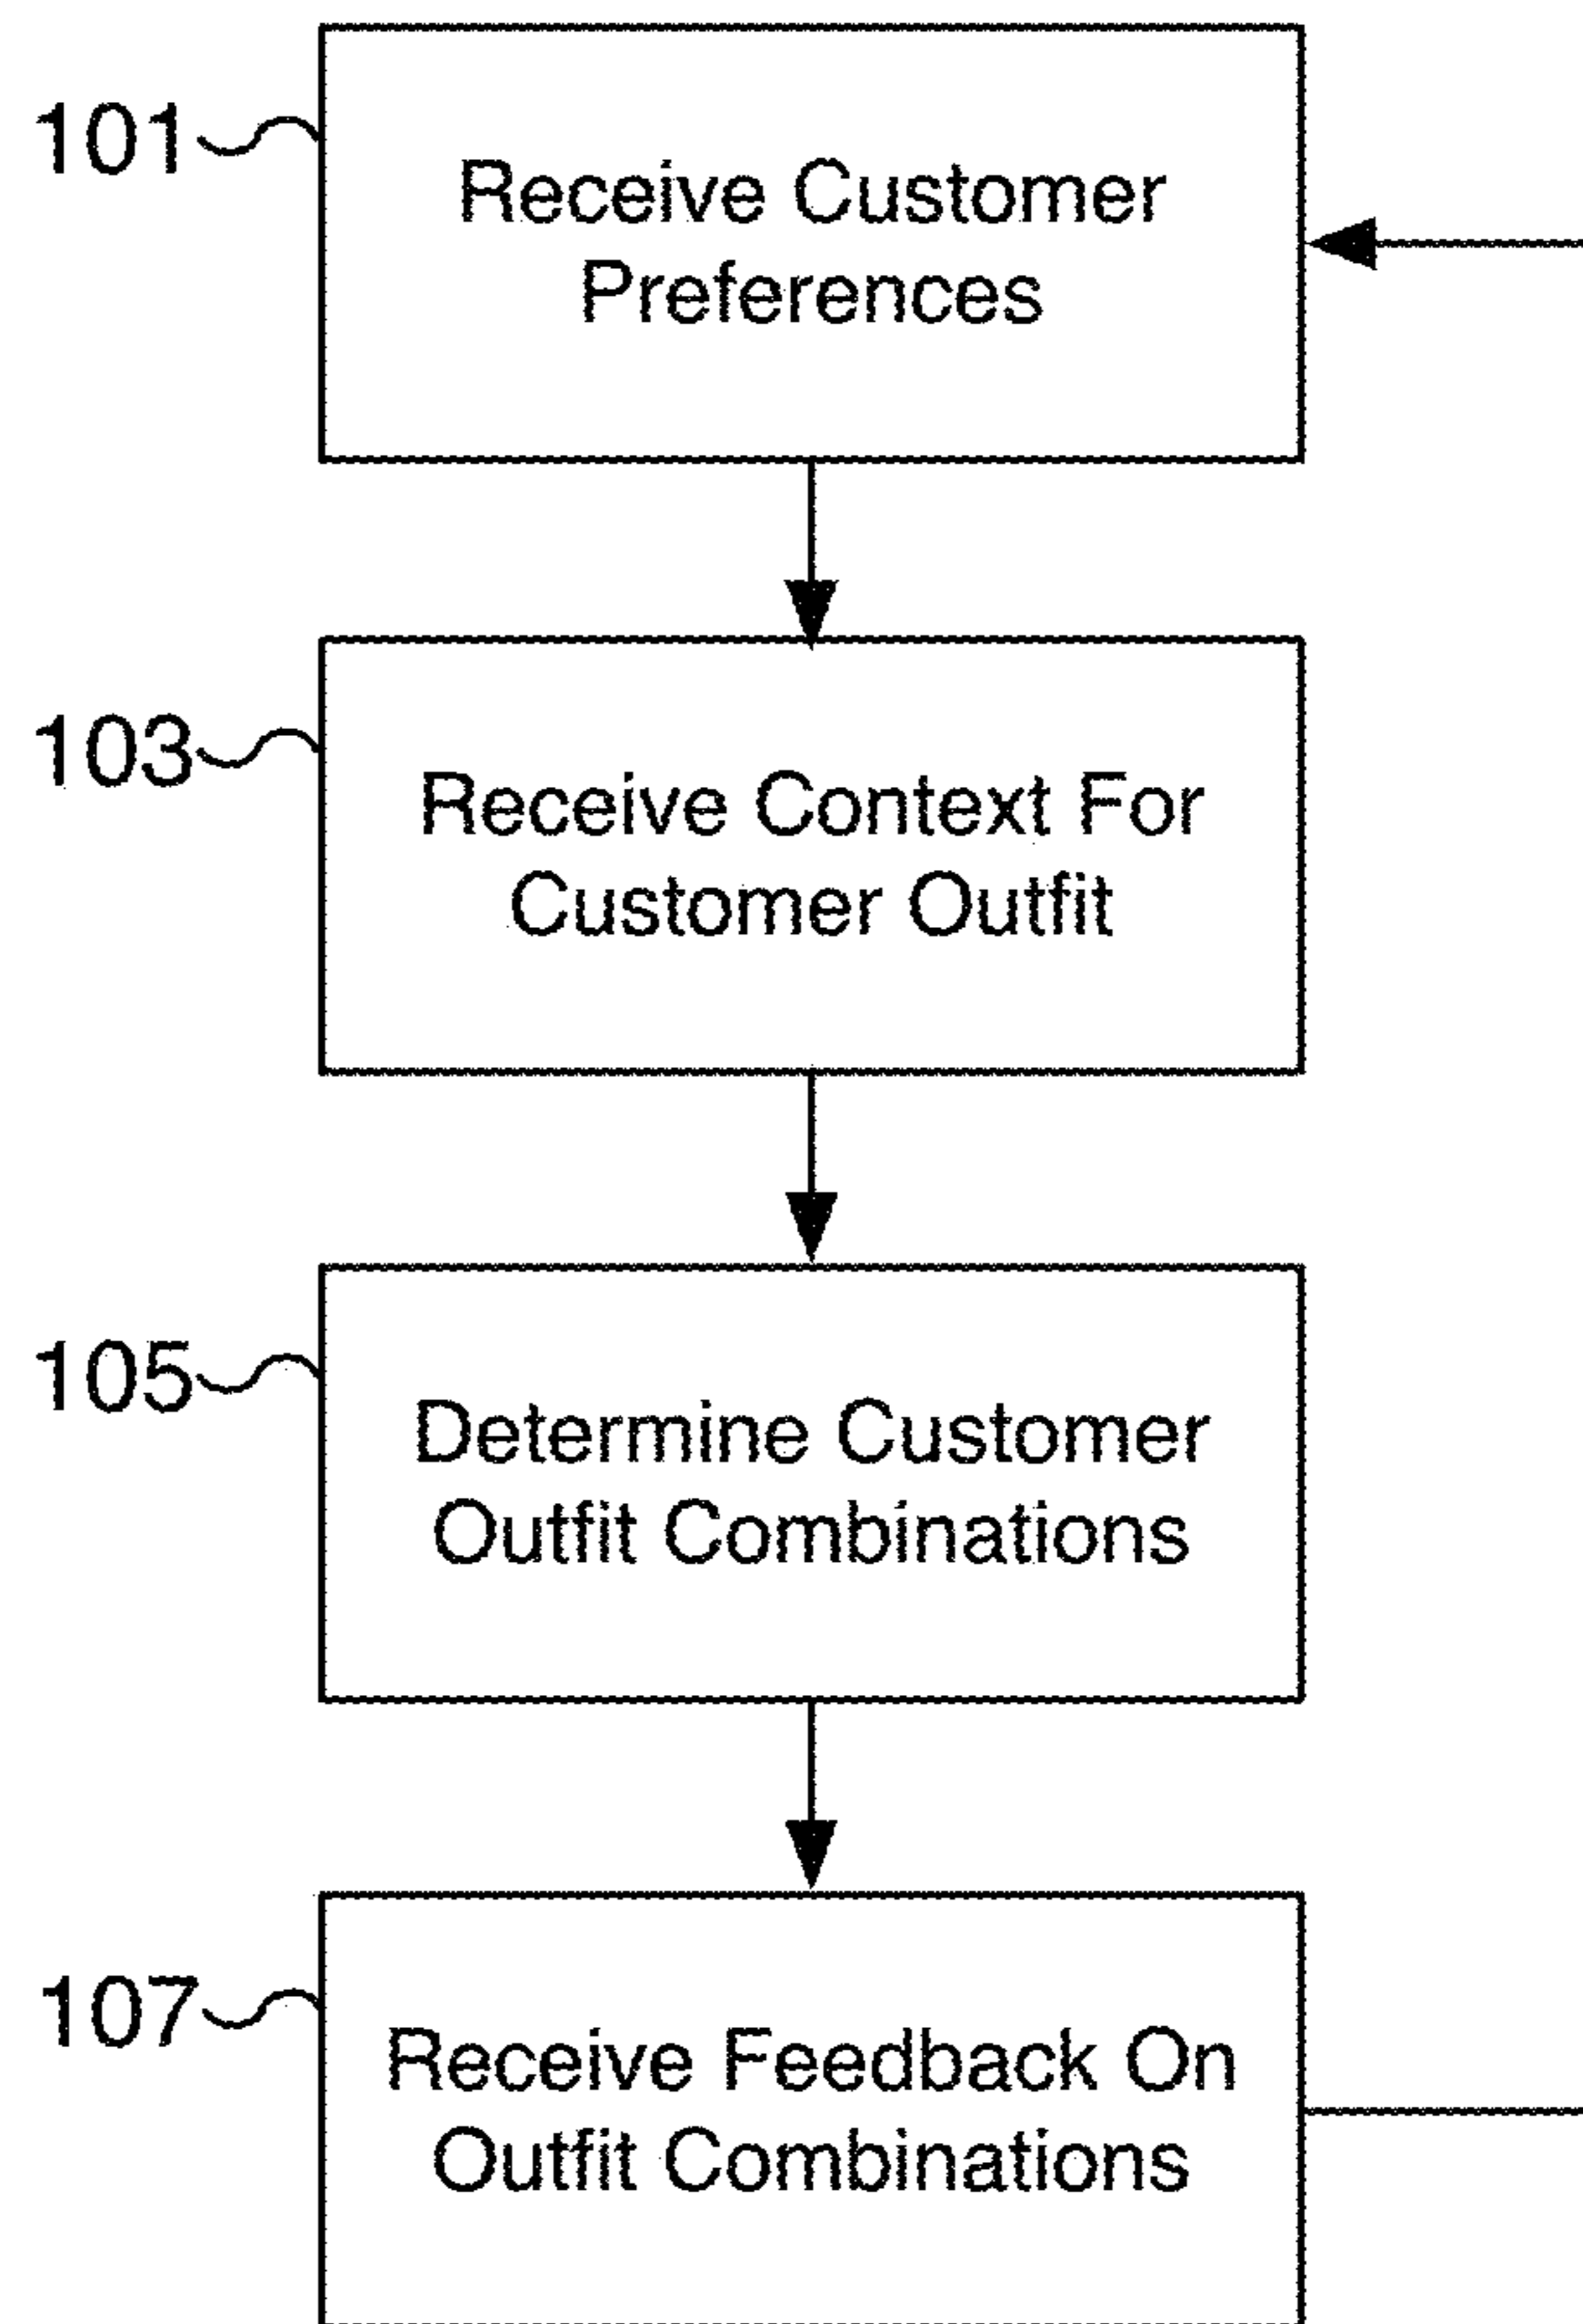 101
Receive Customer
Preferences
103
Receive Context For
Customer Outfit
105
Determine Customer
Outfit Combinations
107
Receive Feedback On
Outfit Combinations